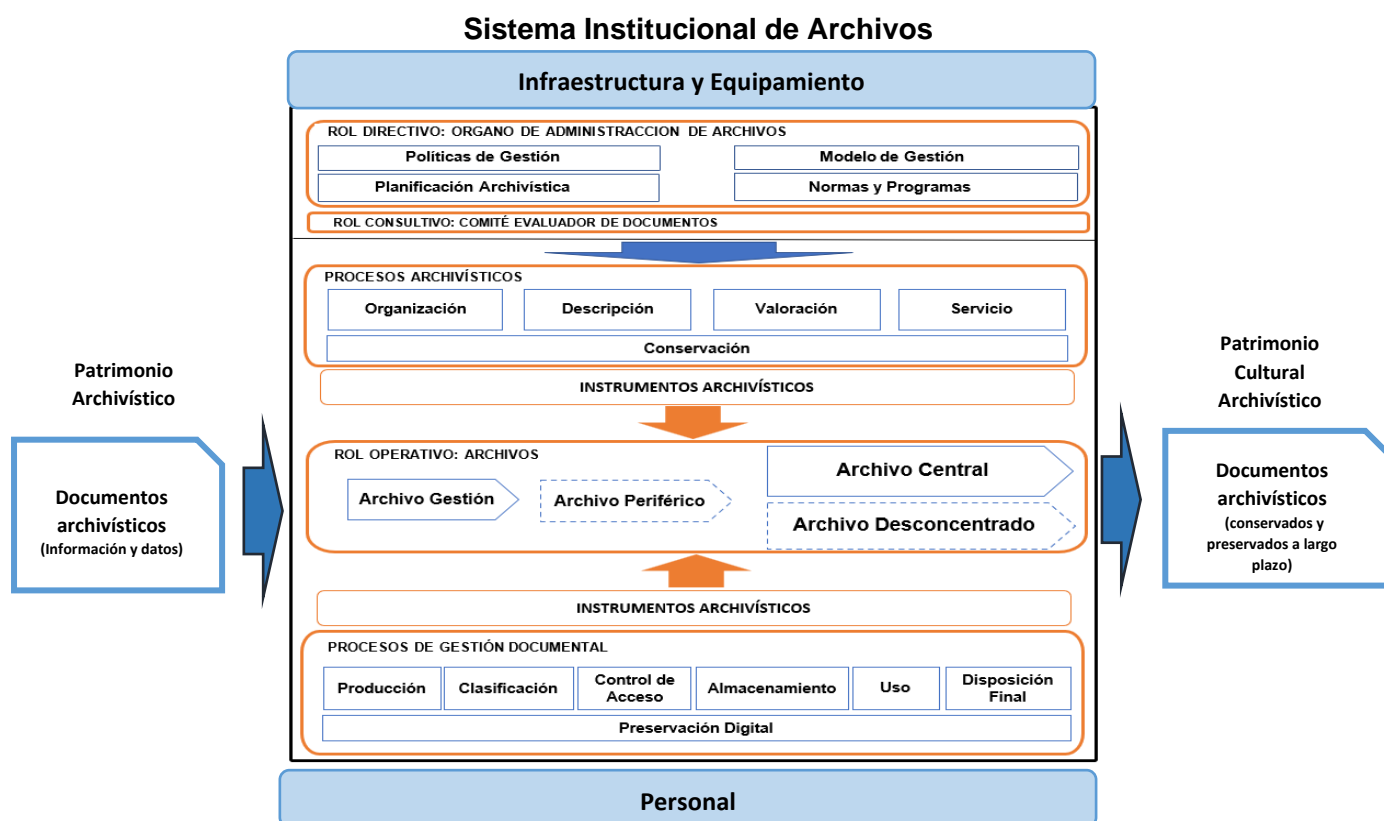 Sistema Institucional de Archivos
Infraestructura y Equipamiento
ROL DIRECTIVO: ORGANO DE ADMINISTRACCION DE ARCHIVOS
Políticas de Gestión
Modelo de Gestión
Planificación Archivística
Normas y Programas
ROL CONSULTIVO: COMITÉ EVALUADOR DE DOCUMENTOS
PROCESOS ARCHIVÍSTICOS
Organización
Descripción
Valoración
Servicio
Conservación
INSTRUMENTOS ARCHIVÍSTICOS
Patrimonio
Archivístico
Documentos
archivísticos
(Información y datos)
ROL OPERATIVO: ARCHIVOS
Archivo Gestión
Archivo Periférico
Archivo Central
Archivo Desconcentrado
Patrimonio
Cultural
Archivístico
Documentos
archivísticos
(conservados y
preservados a largo
plazo)
INSTRUMENTOS ARCHIVÍSTICOS
PROCESOS DE GESTIÓN DOCUMENTAL
Producción
Clasificación
Control de
Acceso
Almacenamiento
Uso
Disposición
Final
Preservación Digital
Personal